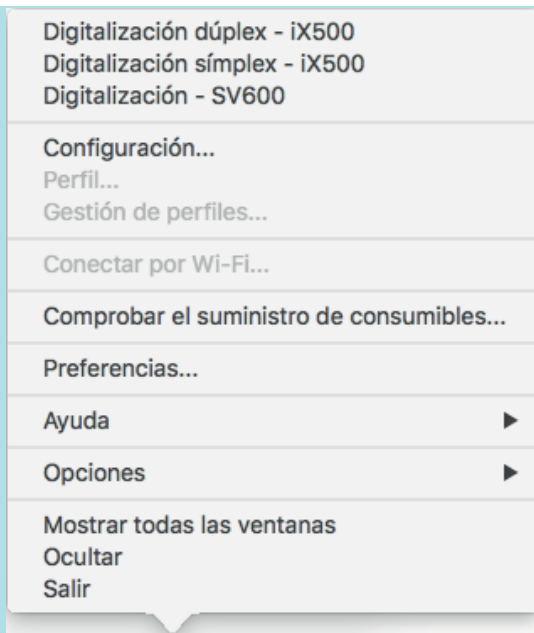 Digitalización dúplex - iX500
Digitalización símplex - iX500
Digitalización - SV600
Configuración...
Perfil...
Gestión de perfiles...
Conectar por Wi-Fi...
Comprobar el suministro de consumibles...
Preferencias...
Ayuda
Opciones
Mostrar todas las ventanas
Ocultar
Salir